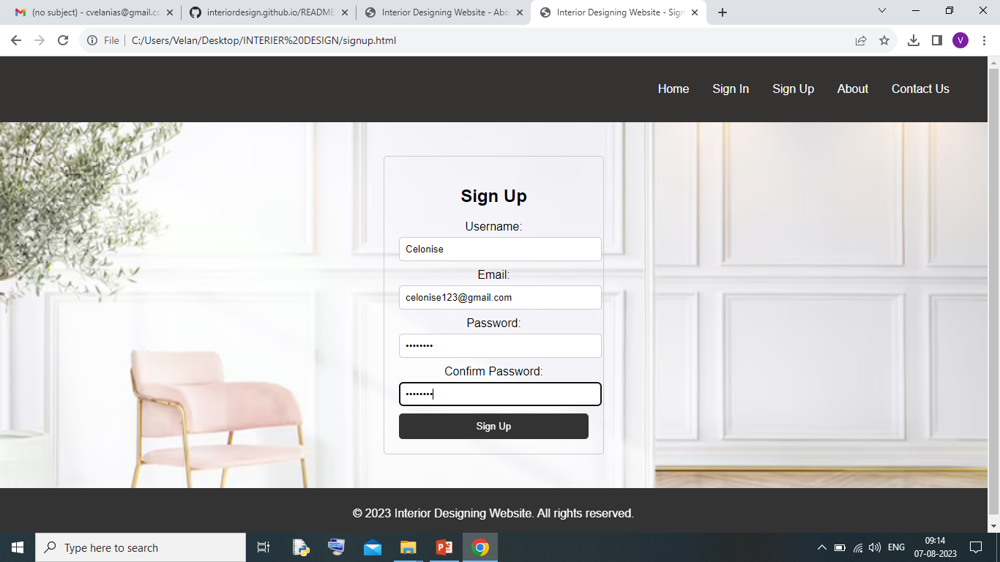 (no subject) - cvelanias@gmail.cc
interiordesign.github.io/README.
Interior Designing Website - Abo
Interior Designing Website - Sign
File
C:/Users/Velan/Desktop/INTERIER%20DESIGN/signup.html
V
Home Sign In Sign Up About Contact Us
Sign Up
Username:
Celonise
Email:
celonise123@gmail.com
Password:
••••••••
Confirm Password:
••••••••
Sign Up
© 2023 Interior Designing Website. All rights reserved.
Type here to search
ENG
09:14
07-08-2023